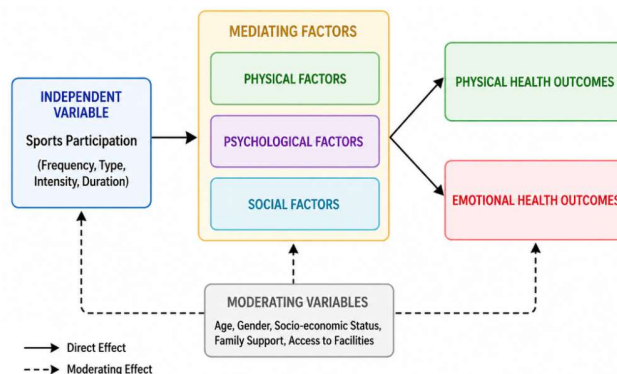 MEDIATING FACTORS
PHYSICAL FACTORS
PSYCHOLOGICAL FACTORS
SOCIAL FACTORS
INDEPENDENT
VARIABLE
Sports Participation
(Frequency, Type,
Intensity, Duration)
PHYSICAL HEALTH OUTCOMES
EMOTIONAL HEALTH OUTCOMES
MODERATING VARIABLES
Age, Gender, Socio-economic Status,
Family Support, Access to Facilities
Direct Effect
Moderating Effect